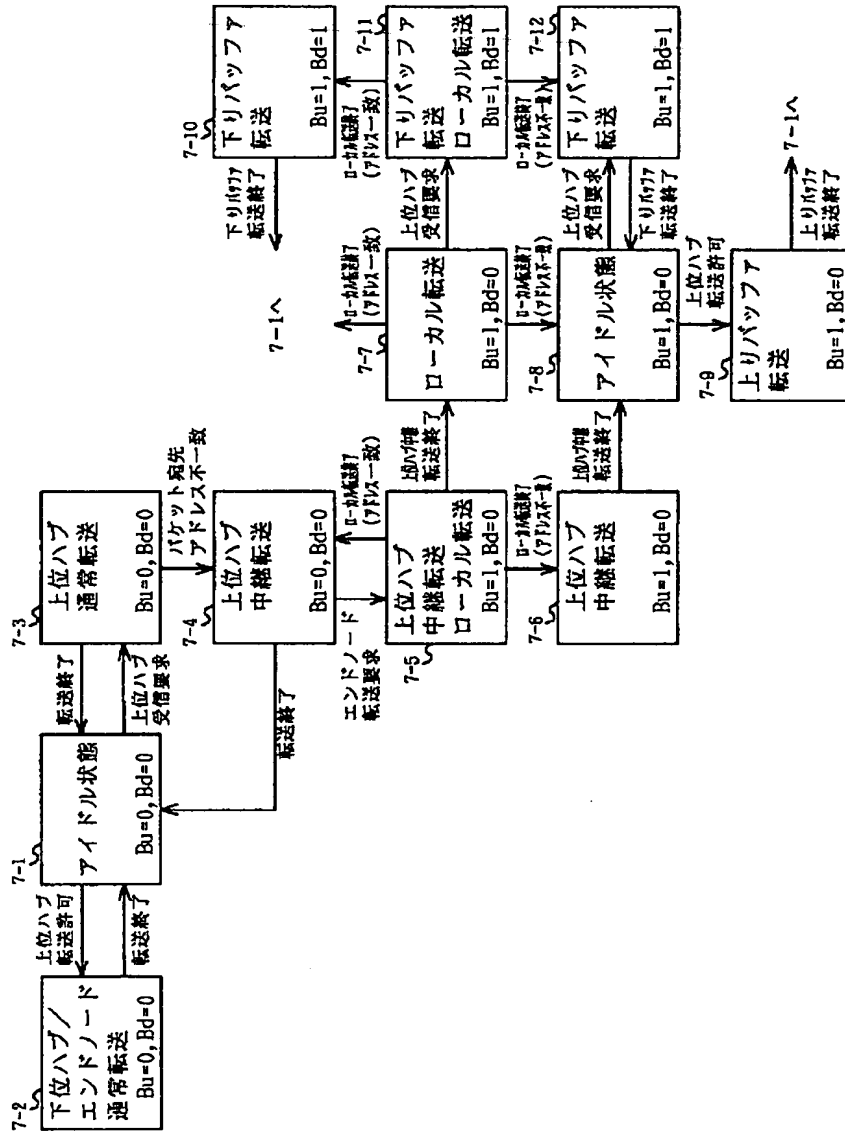 7-2
下位ハブ/
エンドノード
通常転送
Bu=0, Bd=0
上位ハブ
転送許可
転送終了
7-1
アイドル状態
Bu=0, Bd=0
転送終了
上位ハブ
受信要求
7-3
上位ハブ
通常転送
Bu=0, Bd=0
パケット宛先
アドレス不一致
7-4
上位ハブ
中継転送
Bu=0, Bd=0
転送終了
エンドノード
転送要求
ローカル転送終了
(アドレス一致)
7-5
上位ハブ
中継転送
ローカル転送
Bu=1, Bd=0
ローカル転送終了
(アドレス不一致)
7-6
上位ハブ
中継転送
Bu=1, Bd=0
上位ハブ中継
転送終了
上位ハブ中継
転送終了
7-1へ
ローカル転送終了
(アドレス一致)
7-7
ローカル転送
Bu=1, Bd=0
ローカル転送終了
(アドレス不一致)
7-8
アイドル状態
Bu=1, Bd=0
上位ハブ
転送許可
7-9
上りバッファ
転送
Bu=1, Bd=0
上りバッファ
転送終了
7-1へ
下りバッファ
転送終了
上位ハブ
受信要求
上位ハブ
受信要求
下りバッファ
転送終了
7-10
下りバッファ
転送
Bu=1, Bd=1
ローカル転送終了
(アドレス一致)
7-11
下りバッファ
転送
ローカル転送
Bu=1, Bd=1
ローカル転送終了
(アドレス不一致)
7-12
下りバッファ
転送
Bu=1, Bd=1